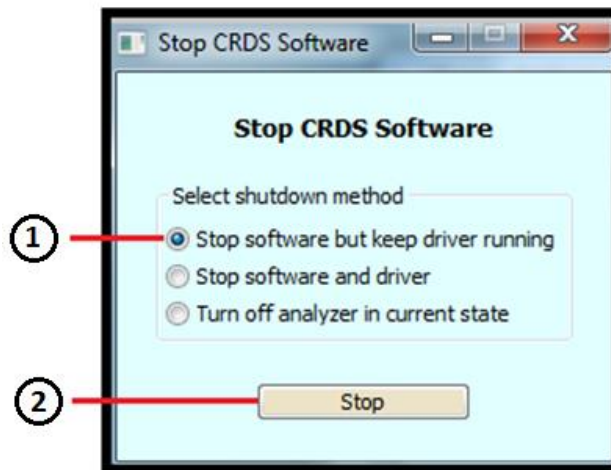 Stop CRDS Software
Stop CRDS Software
Select shutdown method
1
Stop software but keep driver running
Stop software and driver
Turn off analyzer in current state
2
Stop